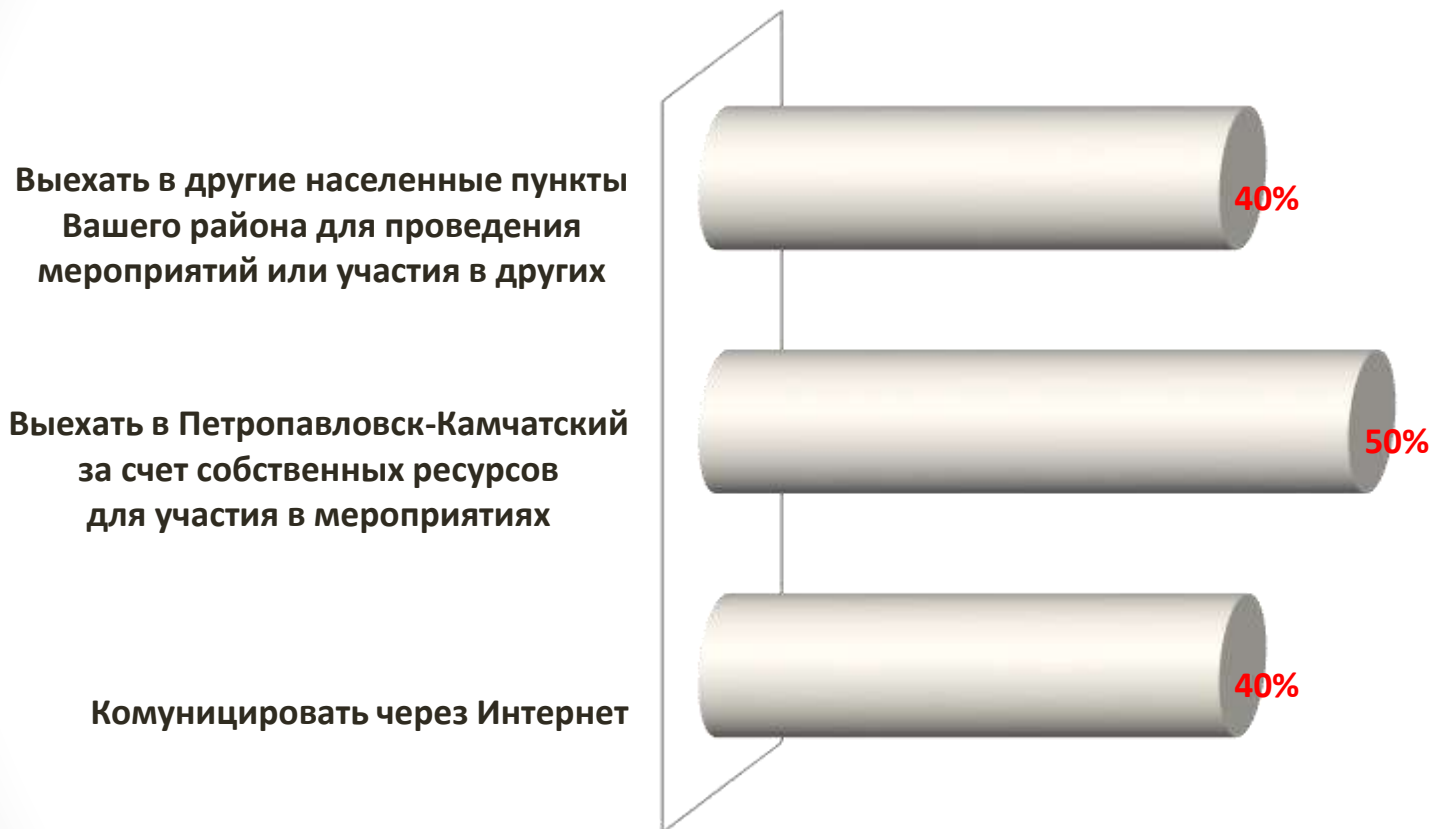 Выехать в другие населенные пункты
Вашего района для проведения
мероприятий или участия в других
40%
Выехать в Петропавловск-Камчатский
за счет собственных ресурсов
для участия в мероприятиях
50%
Комуницировать через Интернет
40%